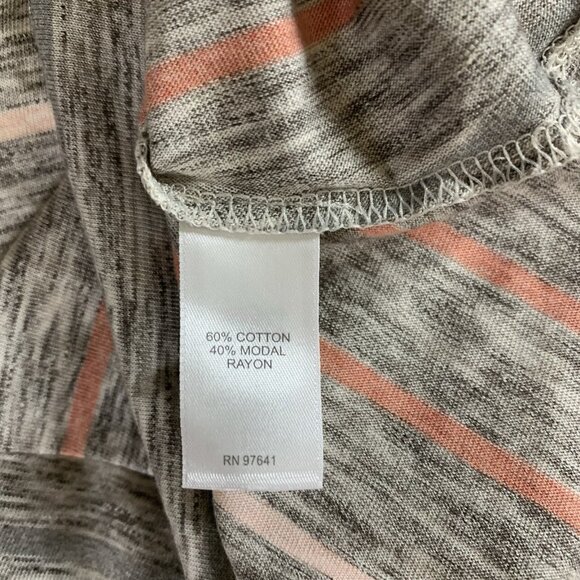 60% COTTON
40% MODAL
RAYON
RN 97641